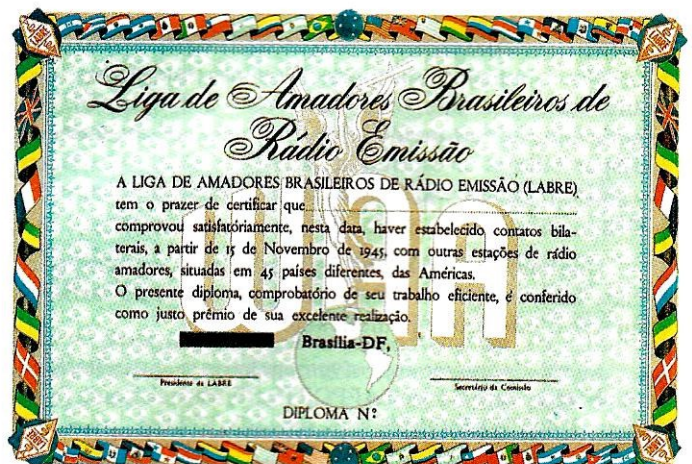 Liga de Amadores Brasileiros de
Rádio Emissão
A LIGA DE AMADORES BRASILEIROS DE RÁDIO EMISSÃO (LABRE)
tem o prazer de certificar que
comprovou satisfatóriamente, nesta data, haver estabelecido contatos bila-
terais, a partir de 15 de Novembro de 1945, com outras estações de rádio
amadores, situadas em 45 países diferentes, das Américas.
O presente diploma, comprobatório de seu trabalho eficiente, é conferido
como justo prêmio de sua excelente realização.
WAA
Brasília-DF,
Presidente da LABRE
Secretário da Comissão
DIPLOMA Nº